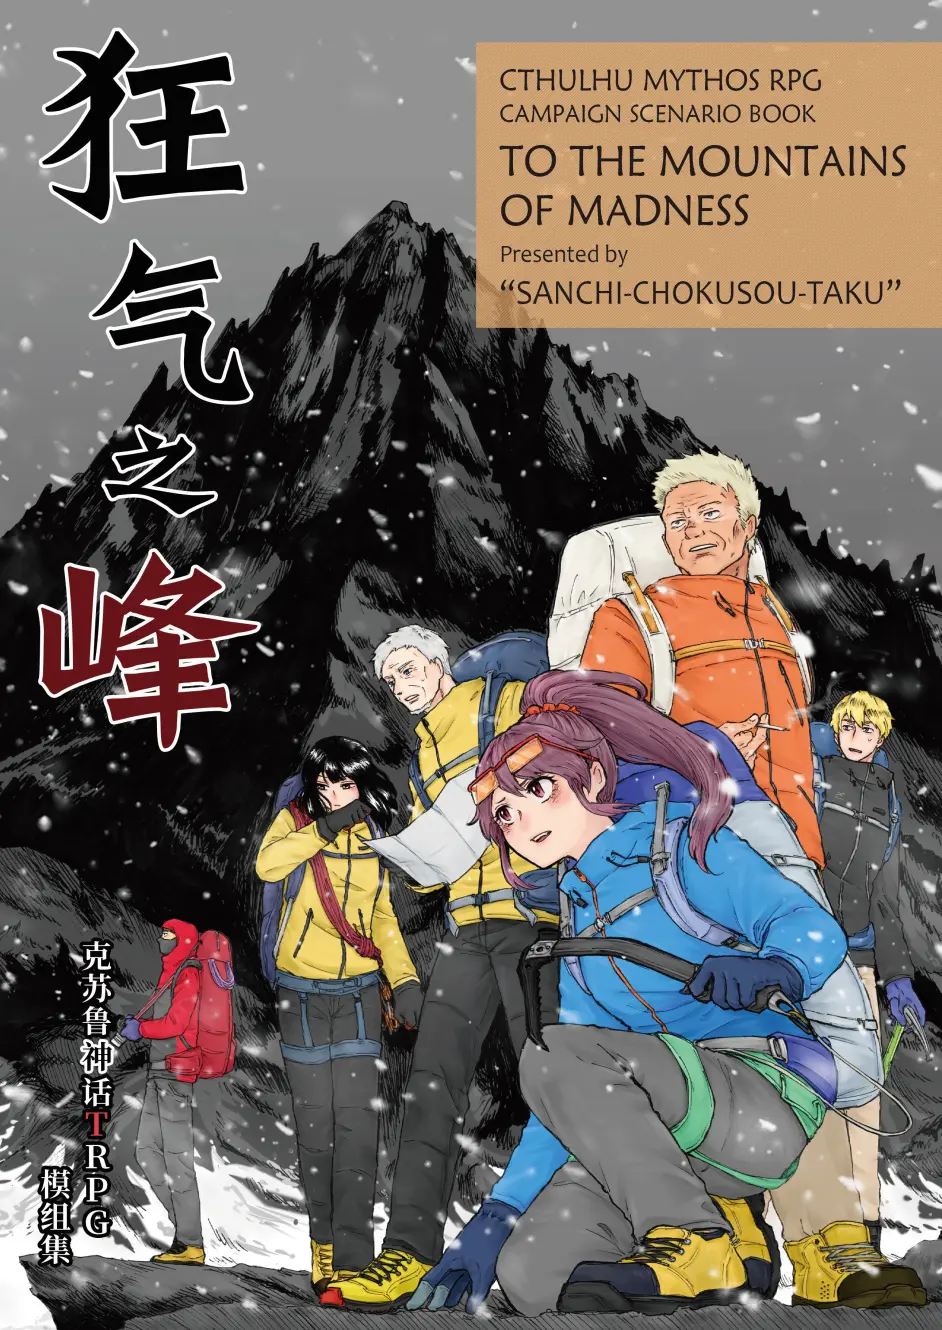 狂气之峰
CTHULHU MYTHOS RPG
CAMPAIGN SCENARIO BOOK
TO THE MOUNTAINS
OF MADNESS
Presented by
“SANCHI-CHOKUSOU-TAKU”
克苏鲁神话TRPG
模组集